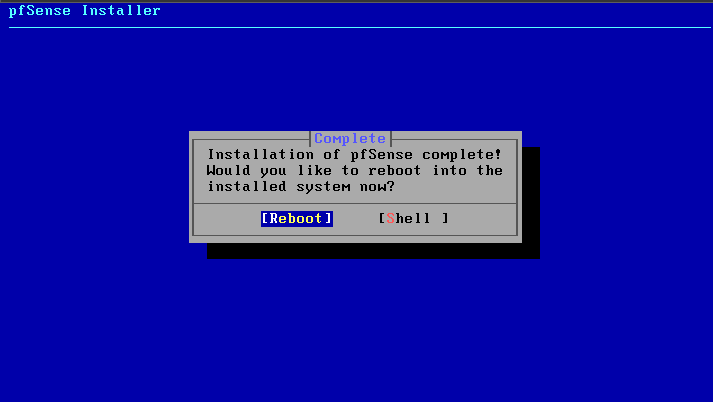 pfSense Installer
Complete
Installation of pfSense complete!
Would you like to reboot into the
installed system now?
[Reboot] [Shell ]